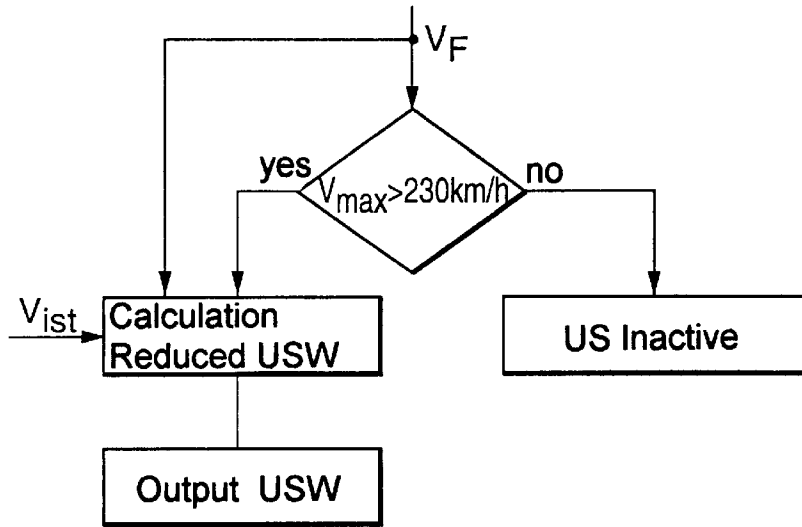 V_F
yes
no
V_max>230km/h
V_ist
Calculation
Reduced USW
US Inactive
Output USW